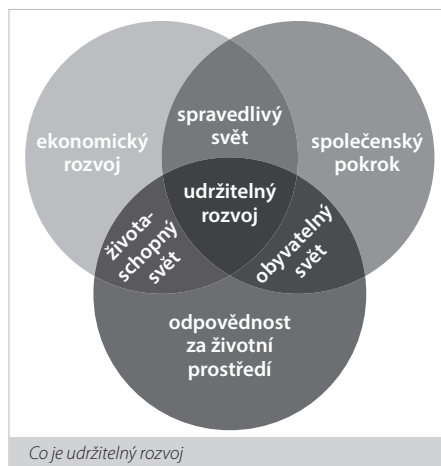 spravedlivý
svět
ekonomický
rozvoj
společenský
pokrok
udržitelný
rozvoj
života-
schopný
svět
obyvatelný
svět
odpovědnost
za životní
prostředí
Co je udržitelný rozvoj